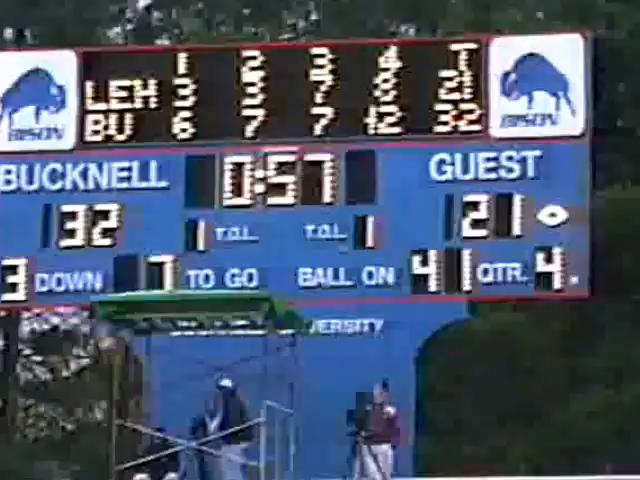 1 2 3 4 T
LEH 3 3 7 8 21
BU 6 7 7 12 32
BISON
BISON
BUCKNELL 0:57 GUEST
32 1 T.O.L. T.O.L. 1 21
3 DOWN 7 TO GO BALL ON 41 QTR. 4